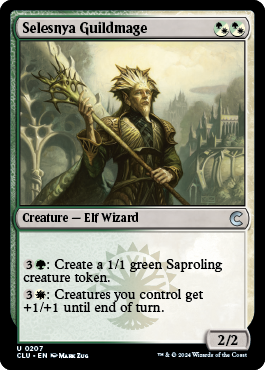 Selesnya Guildmage
Creature — Elf Wizard
3: Create a 1/1 green Saproling
creature token.
3: Creatures you control get
+1/+1 until end of turn.
2/2
U 0207
CLU • EN Mark Zug
™ & © 2024 Wizards of the Coast